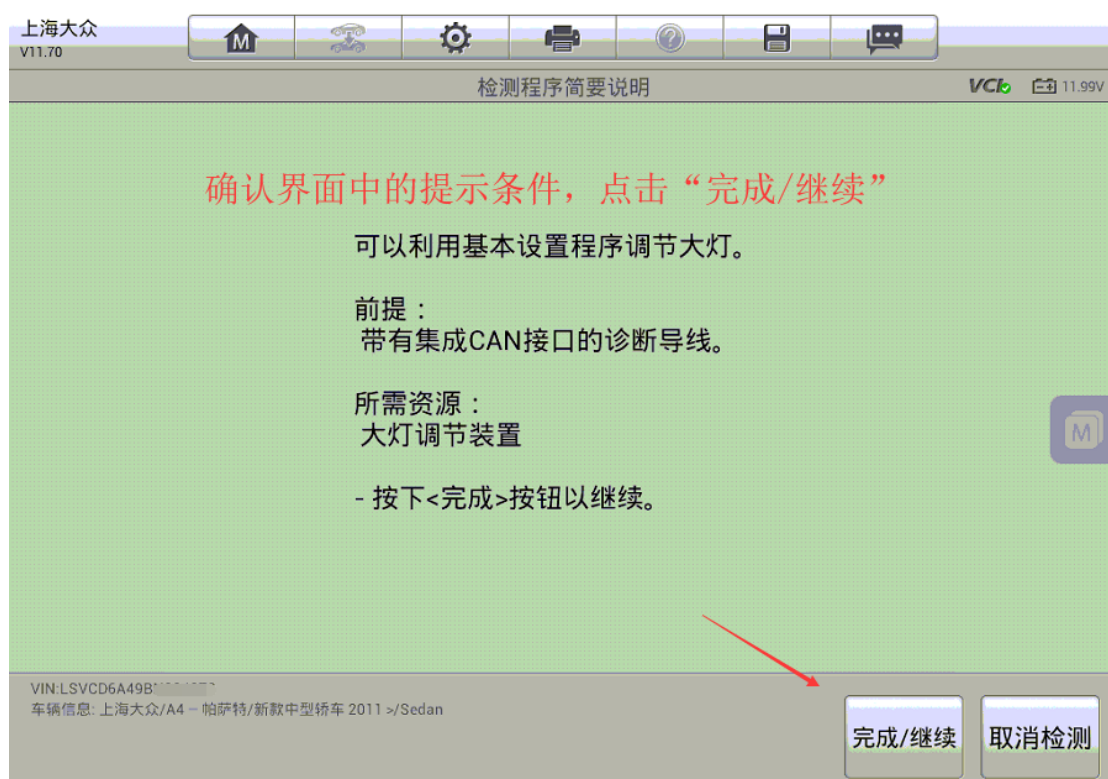 上海大众
V11.70
M
检测程序简要说明
VCI
11.99V
确认界面中的提示条件，点击“完成/继续”
可以利用基本设置程序调节大灯。
前提：
带有集成CAN接口的诊断导线。
所需资源：
大灯调节装置
M
- 按下<完成>按钮以继续。
VIN:LSVCD6A49B
车辆信息: 上海大众/A4 – 帕萨特/新款中型轿车 2011 >/Sedan
完成/继续
取消检测